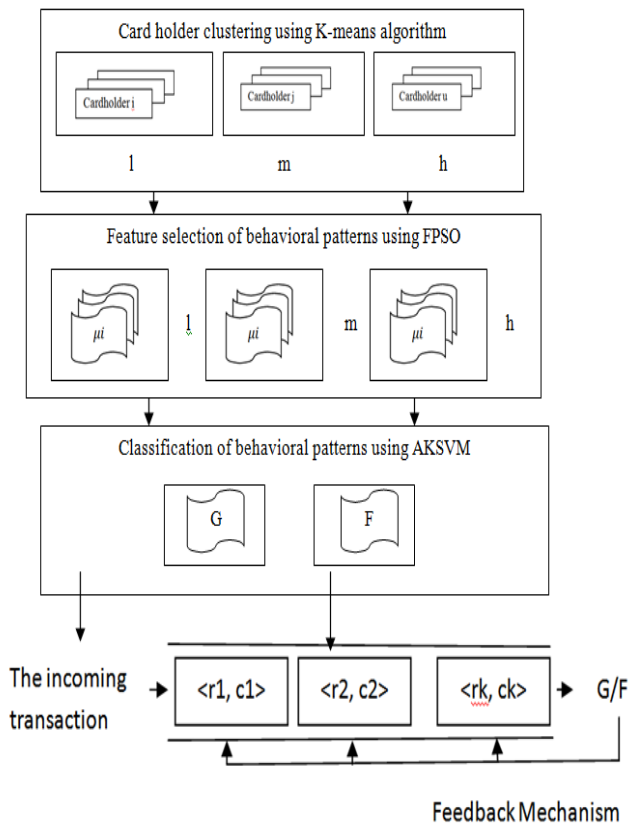 Card holder clustering using K-means algorithm
Cardholder i
Cardholder j
Cardholder u
l
m
h
Feature selection of behavioral patterns using FPSO
μi
l
μi
m
μi
h
Classification of behavioral patterns using AKSVM
G
F
The incoming
transaction
<r1, c1>
<r2, c2>
<rk, ck>
G/F
Feedback Mechanism